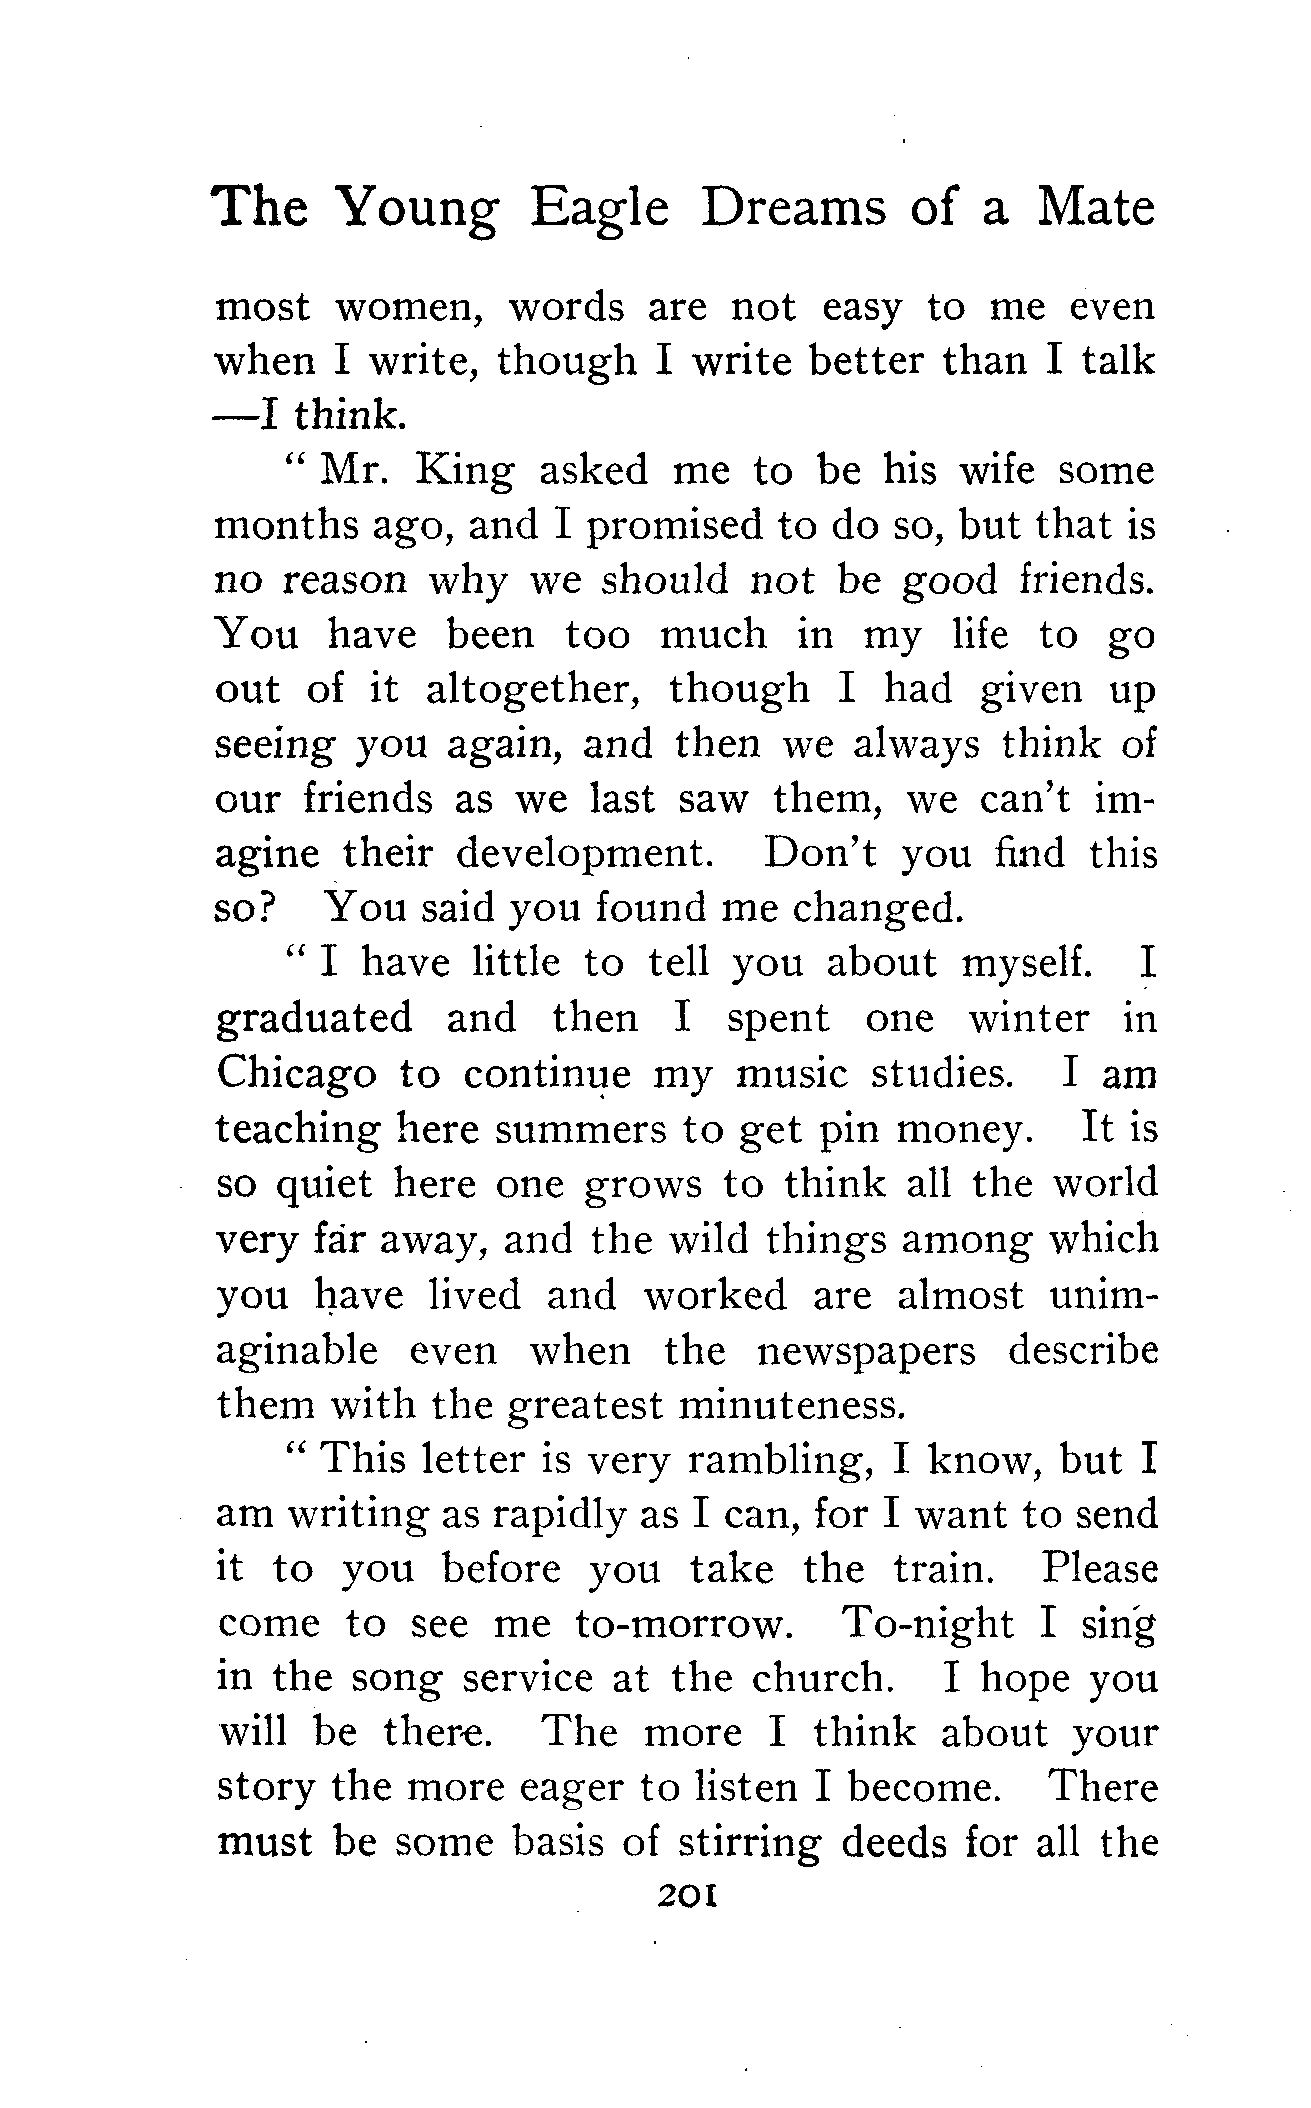 The Young Eagle Dreams of a Mate
most women, words are not easy to me even
when I write, though I write better than I talk
—I think.
“ Mr. King asked me to be his wife some
months ago, and I promised to do so, but that is
no reason why we should not be good friends.
You have been too much in my life to go
out of it altogether, though I had given up
seeing you again, and then we always think of
our friends as we last saw them, we can't im-
agine their development. Don't you find this
so? You said you found me changed.
“ I have little to tell you about myself. I
graduated and then I spent one winter in
Chicago to continue my music studies. I am
teaching here summers to get pin money. It is
so quiet here one grows to think all the world
very far away, and the wild things among which
you have lived and worked are almost unim-
aginable even when the newspapers describe
them with the greatest minuteness.
“ This letter is very rambling, I know, but I
am writing as rapidly as I can, for I want to send
it to you before you take the train. Please
come to see me to-morrow. To-night I sing
in the song service at the church. I hope you
will be there. The more I think about your
story the more eager to listen I become. There
must be some basis of stirring deeds for all the
201